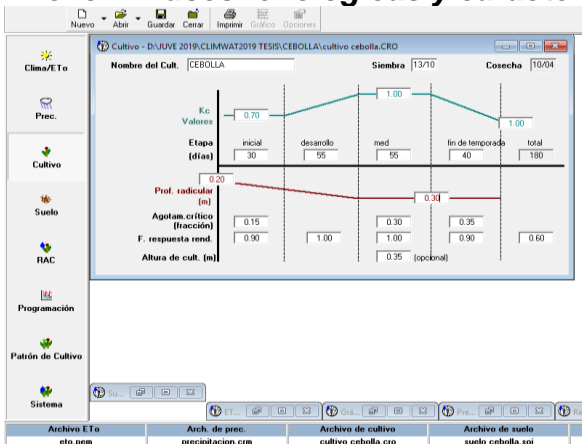 Nuevo Abrir Guardar Cerrar Imprimir Gráfico Opciones
Clima/ETo
Prec.
Cultivo
Suelo
RAC
Programación
Patrón de Cultivo
Sistema
Cultivo - D:\JUVE 2019\CLIMWAT2019 TESIS\CEBOLLA\cultivo cebolla.CRO
Nombre del Cult. CEBOLLA Siembra 13/10 Cosecha 10/04
Kc
Valores 0.70 1.00 1.00
Etapa inicial desarrollo med fin de temporada total
(días) 30 55 55 40 180
0.20
Prof. radicular
(m) 0.30
Agotam.crítico
(fracción) 0.15 0.30 0.35
F. respuesta rend. 0.90 1.00 1.00 0.90 0.60
Altura de cult. (m) 0.35 (opcional)
Su...
ET... Grá... Pre...
Archivo ETo Arch. de prec. Archivo de cultivo Archivo de suelo
eto.pem precipitacion.crm cultivo cebolla.cro suelo cebolla.soi